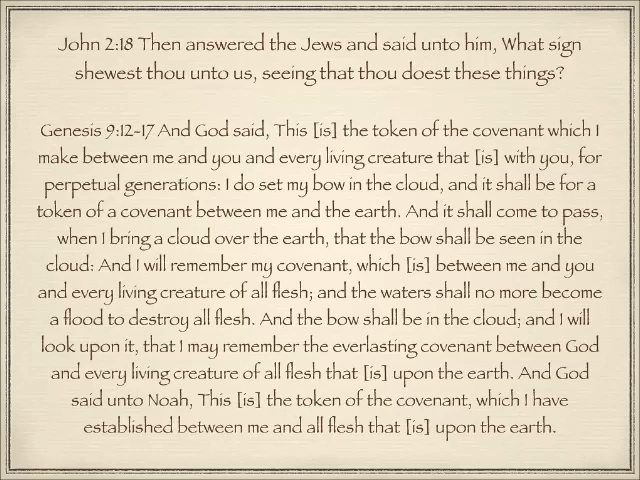 John 2:18 Then answered the Jews and said unto him, What sign
shewest thou unto us, seeing that thou doest these things?
Genesis 9:12-17 And God said, This [is] the token of the covenant which I
make between me and you and every living creature that [is] with you, for
perpetual generations: I do set my bow in the cloud, and it shall be for a
token of a covenant between me and the earth. And it shall come to pass,
when I bring a cloud over the earth, that the bow shall be seen in the
cloud: And I will remember my covenant, which [is] between me and you
and every living creature of all flesh; and the waters shall no more become
a flood to destroy all flesh. And the bow shall be in the cloud; and I will
look upon it, that I may remember the everlasting covenant between God
and every living creature of all flesh that [is] upon the earth. And God
said unto Noah, This [is] the token of the covenant, which I have
established between me and all flesh that [is] upon the earth.